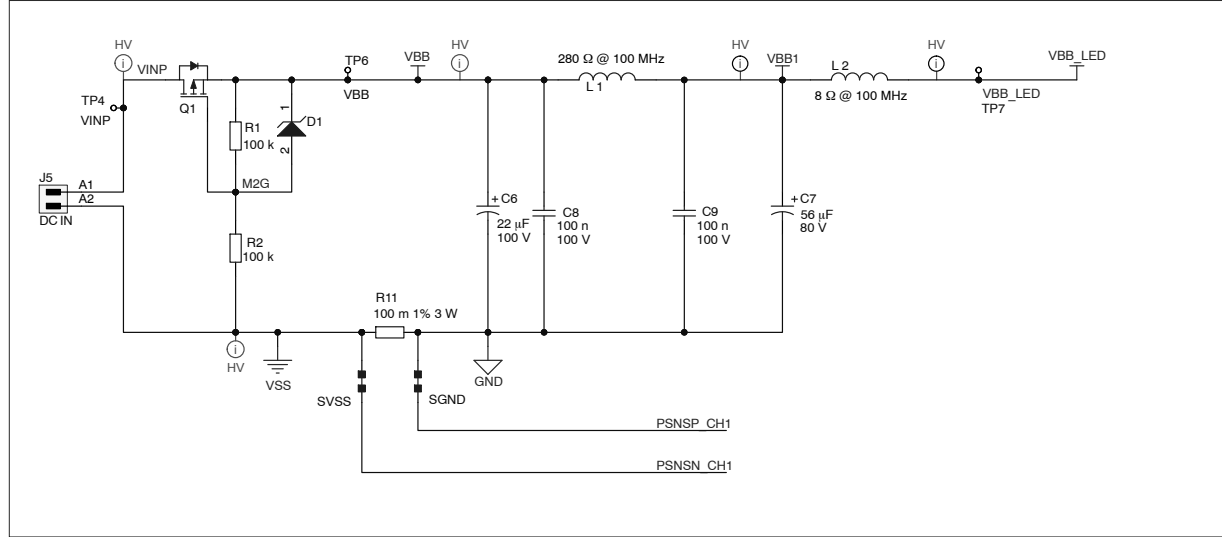 HV
i
VINP
TP4
VINP
Q1
R1
100 k
1
D1
2
M2G
TP6
VBB
VBB
HV
i
280 Ω @ 100 MHz
L1
HV
i
VBB1
L 2
8 Ω @ 100 MHz
HV
i
VBB_LED
TP7
VBB_LED
J5
A1
A2
DC IN
R2
100 k
+ C6
22 µF
100 V
C8
100 n
100 V
C9
100 n
100 V
+ C7
56 µF
80 V
R11
100 m 1% 3 W
i
HV
VSS
GND
SVSS
SGND
PSNSP_CH1
PSNSN_CH1